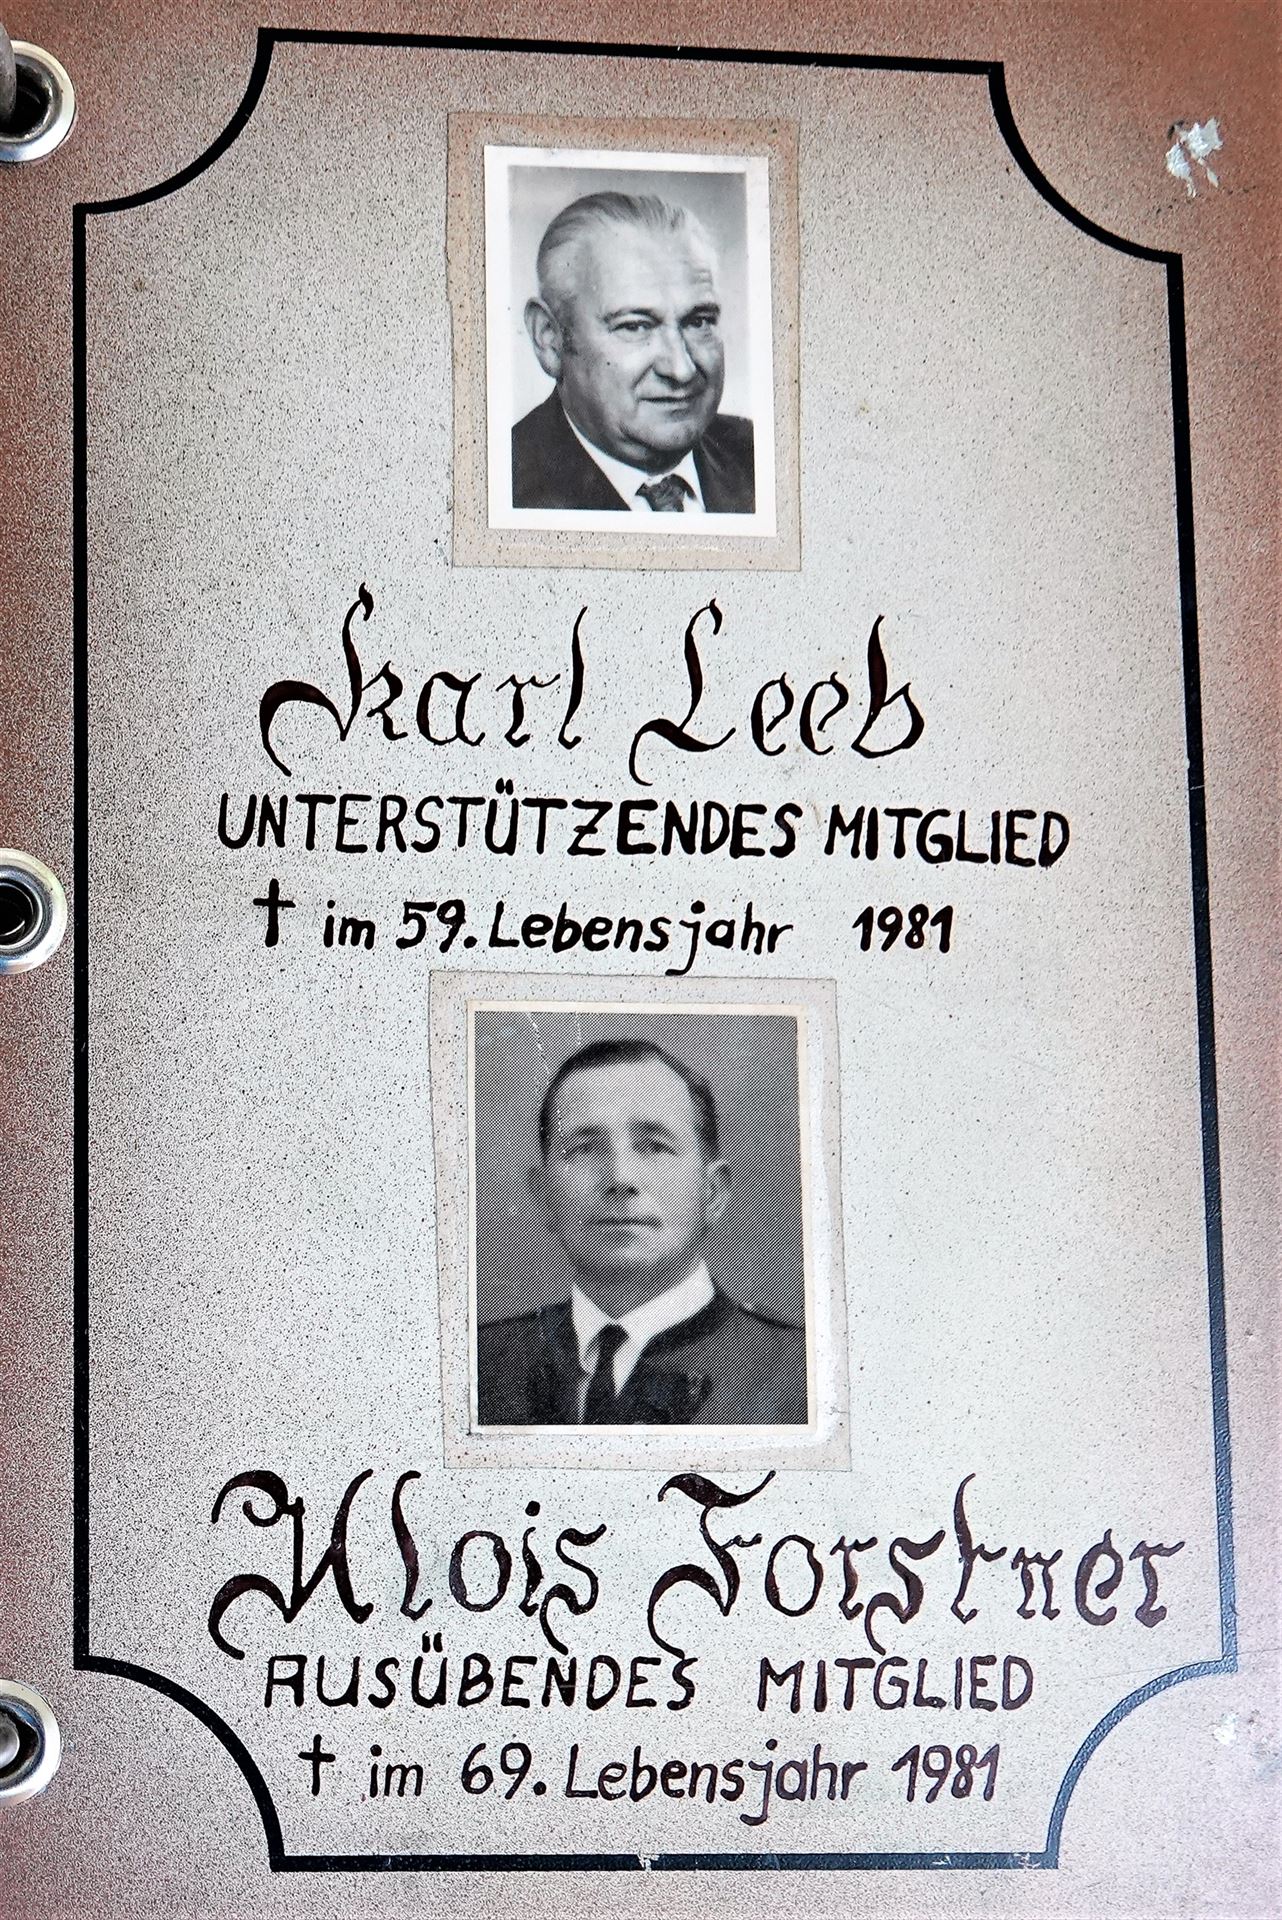 Karl Leeb
UNTERSTÜTZENDES MITGLIED
† im 59. Lebensjahr 1981
Alois Forstner
AUSÜBENDES MITGLIED
† im 69. Lebensjahr 1981